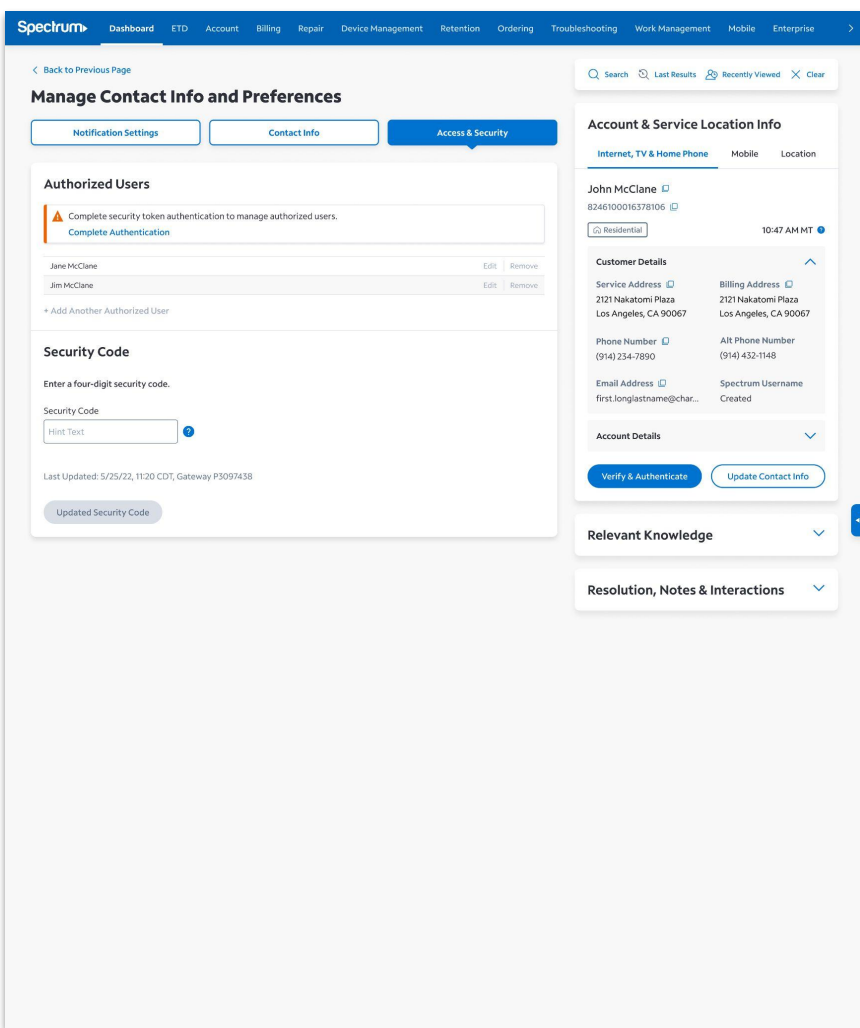 Spectrum Dashboard ETD Account Billing Repair Device Management Retention Ordering Troubleshooting Work Management Mobile Enterprise
Back to Previous Page
Manage Contact Info and Preferences
Notification Settings Contact Info Access & Security
Authorized Users
Complete security token authentication to manage authorized users.
Complete Authentication
Jane McClane Edit Remove
Jim McClane Edit Remove
+ Add Another Authorized User
Security Code
Enter a four-digit security code.
Security Code
Hint Text ?
Last Updated: 5/25/22, 11:20 CDT, Gateway P3097438
Updated Security Code
Search Last Results Recently Viewed Clear
Account & Service Location Info
Internet, TV & Home Phone Mobile Location
John McClane
8246100016378106
Residential 10:47 AM MT ?
Customer Details
Service Address Billing Address
2121 Nakatomi Plaza 2121 Nakatomi Plaza
Los Angeles, CA 90067 Los Angeles, CA 90067
Phone Number Alt Phone Number
(914) 234-7890 (914) 432-1148
Email Address Spectrum Username
first.longlastname@char... Created
Account Details
Verify & Authenticate Update Contact Info
Relevant Knowledge
Resolution, Notes & Interactions